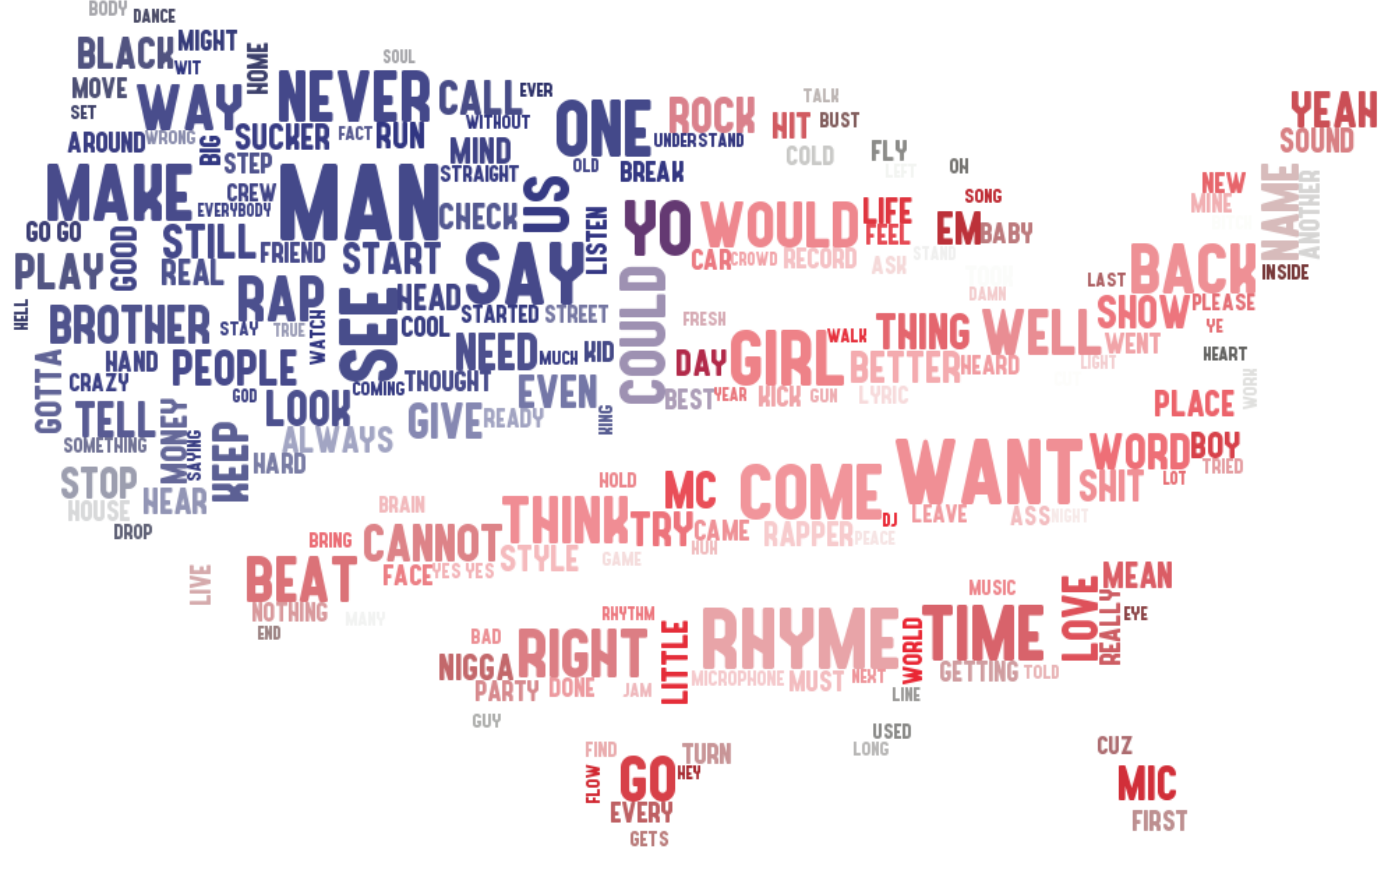 BODY
DANCE
BLACK
MIGHT
WIT
HOME
SOUL
MOVE
SET
WAY
NEVER
CALL
EVER
WITHOUT
ONE
ROCK
TALK
HIT
BUST
YEAH
SOUND
AROUND
WRONG
BIG
SUCKER
FACT
RUN
STEP
MIND
STRAIGHT
OLD
UNDERSTAND
BREAK
COLD
FLY
LEFT
OH
MAKE
CREW
EVERYBODY
MAN
CHECK
US
LISTEN
YO
WOULD
LIFE
FEEL
SONG
EM
BABY
NEW
MINE
NAME
ANOTHER
GO GO
GOOD
STILL
FRIEND
START
SAY
CAR
CROWD
RECORD
ASK
STAND
TOOK
DAMN
LAST
BACK
INSIDE
PLAY
REAL
RAP
WATCH
SEE
HEAD
STARTED
STREET
COULD
FRESH
SHOW
PLEASE
YE
HELL
BROTHER
STAY
TRUE
COOL
NEED
MUCH
KID
DAY
GIRL
WALK
THING
WELL
WENT
LIGHT
HEART
GOTTA
HAND
CRAZY
PEOPLE
GOD
COMING
THOUGHT
EVEN
KING
BEST
YEAR
KICK
GUN
BETTER
HEARD
LYRIC
PLACE
WORK
TELL
SOMETHING
MONEY
SAYING
KEEP
LOOK
ALWAYS
GIVE
READY
HARD
STOP
HOUSE
HEAR
DROP
HOLD
MC
COME
WANT
WORD
BOY
TRIED
LOT
SHIT
BRAIN
BRING
CANNOT
THINK
TRY
CAME
HUH
RAPPER
DJ
PEACE
LEAVE
ASS
NIGHT
LIVE
BEAT
FACE
YES YES
STYLE
GAME
NOTHING
END
MANY
RHYTHM
MUSIC
LOVE
MEAN
REALLY
EYE
BAD
NIGGA
RIGHT
LITTLE
RHYME
WORLD
TIME
PARTY
DONE
JAM
MICROPHONE
MUST
NEXT
GETTING
TOLD
LINE
GUY
USED
LONG
FIND
TURN
FLOW
GO
HEY
EVERY
GETS
CUZ
MIC
FIRST